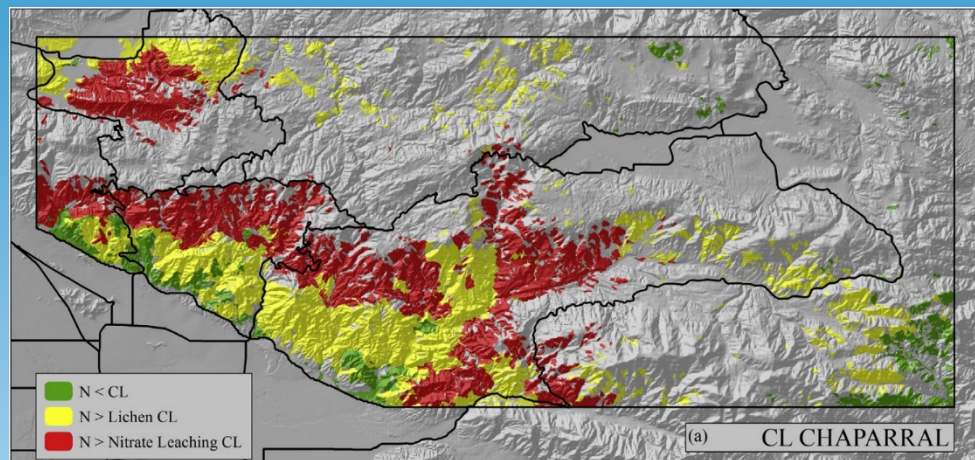 N < CL
N > Lichen CL
N > Nitrate Leaching CL
(a) CL CHAPARRAL